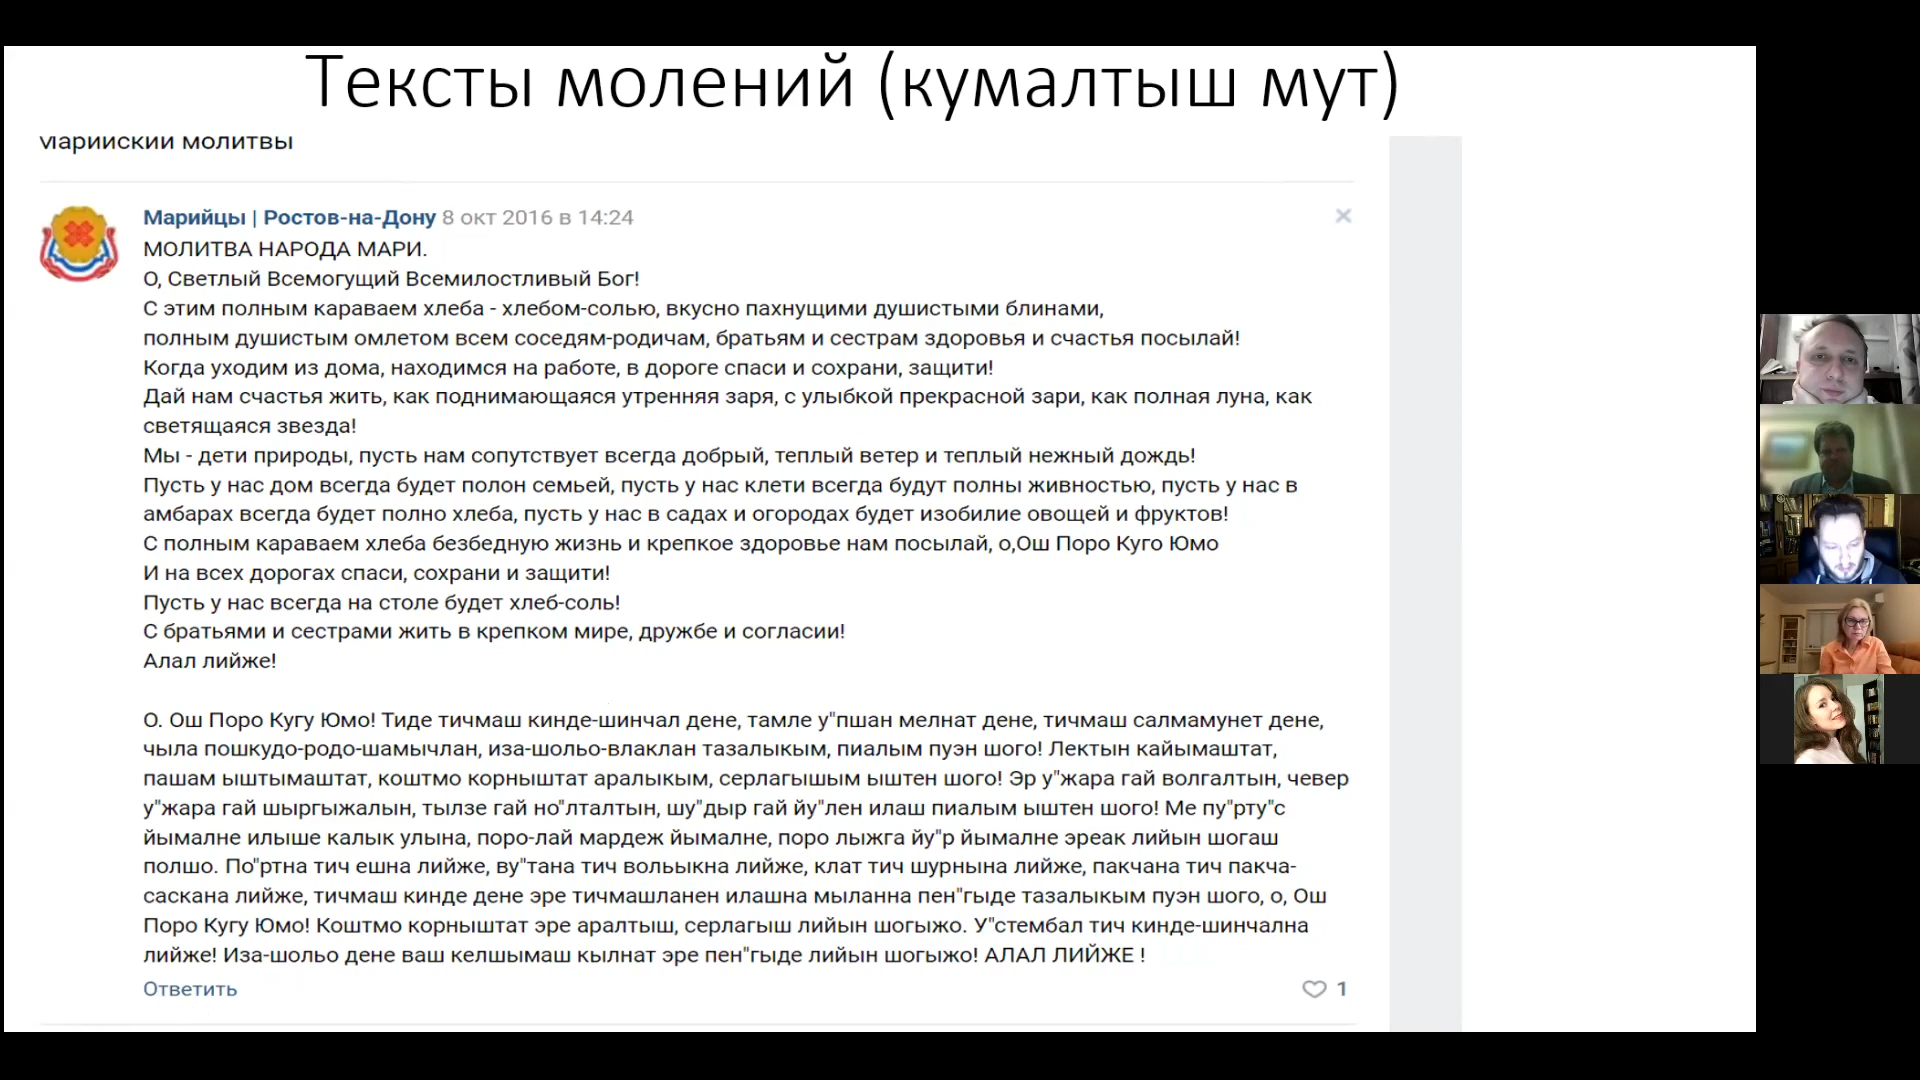 Тексты молений (кумалтыш мут)
Марийский молитвы
Марийцы | Ростов-на-Дону 8 окт 2016 в 14:24
МОЛИТВА НАРОДА МАРИ.
О, Светлый Всемогущий Всемилостливый Бог!
С этим полным караваем хлеба - хлебом-солью, вкусно пахнущими душистыми блинами,
полным душистым омлетом всем соседям-родичам, братьям и сестрам здоровья и счастья посылай!
Когда уходим из дома, находимся на работе, в дороге спаси и сохрани, защити!
Дай нам счастья жить, как поднимающаяся утренняя заря, с улыбкой прекрасной зари, как полная луна, как
светящаяся звезда!
Мы - дети природы, пусть нам сопутствует всегда добрый, теплый ветер и теплый нежный дождь!
Пусть у нас дом всегда будет полон семьей, пусть у нас клети всегда будут полны живностью, пусть у нас в
амбарах всегда будет полно хлеба, пусть у нас в садах и огородах будет изобилие овощей и фруктов!
С полным караваем хлеба безбедную жизнь и крепкое здоровье нам посылай, о,Ош Поро Куго Юмо
И на всех дорогах спаси, сохрани и защити!
Пусть у нас всегда на столе будет хлеб-соль!
С братьями и сестрами жить в крепком мире, дружбе и согласии!
Алал лийже!
О. Ош Поро Кугу Юмо! Тиде тичмаш кинде-шинчал дене, тамле у"пшан мелнат дене, тичмаш салмамунет дене,
чыла пошкудо-родо-шамычлан, иза-шольо-влаклан тазалыкым, пиалым пуэн шого! Лектын кайымаштат,
пашам ыштымаштат, коштмо корныштат аралыкым, серлагышым ыштен шого! Эр у"жара гай волгалтын, чевер
у"жара гай шыргыжалын, тылзе гай но"лталтын, шу"дыр гай йу"лен илаш пиалым ыштен шого! Ме пу"рту"с
йымалне илыше калык улына, поро-лай мардеж йымалне, поро лыжга йу"р йымалне эреак лийын шогаш
полшо. По"ртна тич ешна лийже, ву"тана тич вольыкна лийже, клат тич шурнына лийже, пакчана тич пакча-
саскана лийже, тичмаш кинде дене эре тичмашланен илашна мыланна пен"гыде тазалыкым пуэн шого, о, Ош
Поро Кугу Юмо! Коштмо корныштат эре аралтыш, серлагыш лийын шогыжо. У"стембал тич кинде-шинчална
лийже! Иза-шольо дене ваш келшымаш кылнат эре пен"гыде лийын шогыжо! АЛАЛ ЛИЙЖЕ !
Ответить
1